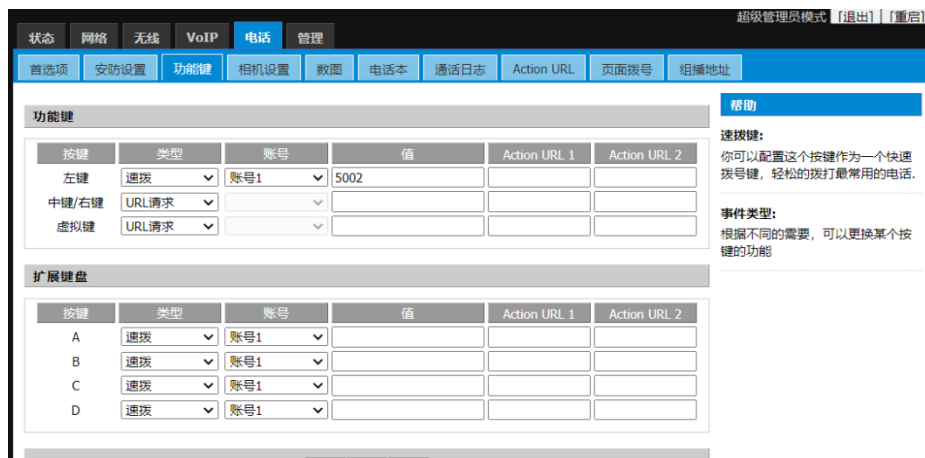 超级管理员模式 [退出] | [重启]
状态 网络 无线 VoIP 电话 管理
首选项 安防设置 功能键 相机设置 数图 电话本 通话日志 Action URL 页面拨号 组播地址
功能键
按键 类型 账号 值 Action URL 1 Action URL 2
左键 速拨 账号1 5002
中键/右键 URL请求
虚拟键 URL请求
扩展键盘
按键 类型 账号 值 Action URL 1 Action URL 2
A 速拨 账号1
B 速拨 账号1
C 速拨 账号1
D 速拨 账号1
帮助
速拨键:
你可以配置这个按键作为一个快速
拨号键，轻松的拨打最常用的电话.
事件类型:
根据不同的需要，可以更换某个按
键的功能